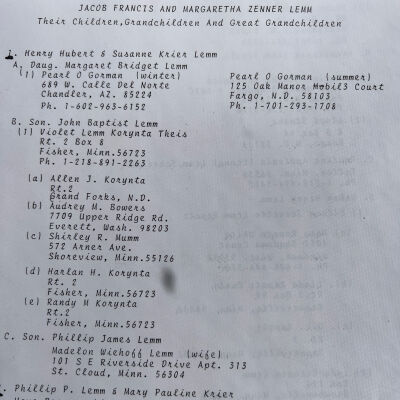 JACOB FRANCIS AND MARGARETHA ZENNER LEMM
Their Children,Grandchildren And Great Grandchildren
I. Henry Hubert & Susanne Krier Lemm
A. Daug. Margaret Bridget Lemm
(1) Pearl O Gorman (winter) Pearl O Gorman (summer)
689 W. Calle Del Norte 125 Oak Manor Mobil3 Court
Chandler, AZ. 85224 Fargo, N.D. 58103
Ph. 1-602-963-6152 Ph. 1-701-293-1708
B. Son. John Baptist Lemm
(1) Violet Lemm Korynta Theis
Rt. 2 Box 8
Fisher, Minn.56723
Ph. 1-218-891-2263
(a) Allen J. Korynta
Rt.2
Grand Forks, N.D.
(b) Audrey M. Bowers
7709 Upper Ridge Rd.
Everett, Wash. 98203
(c) Shirley R. Mumm
572 Arner Ave.
Shoreview, Minn.55126
(d) Harlan H. Korynta
Rt. 2
Fisher, Minn.56723
(e) Randy M Korynta
Rt.2
Fisher, Minn.56723
C. Son. Phillip James Lemm
Madelon Wiehoff Lemm (wife)
101 S E Riverside Drive Apt. 313
St. Cloud, Minn. 56304
Phillip P. Lemm & Mary Pauline Krier